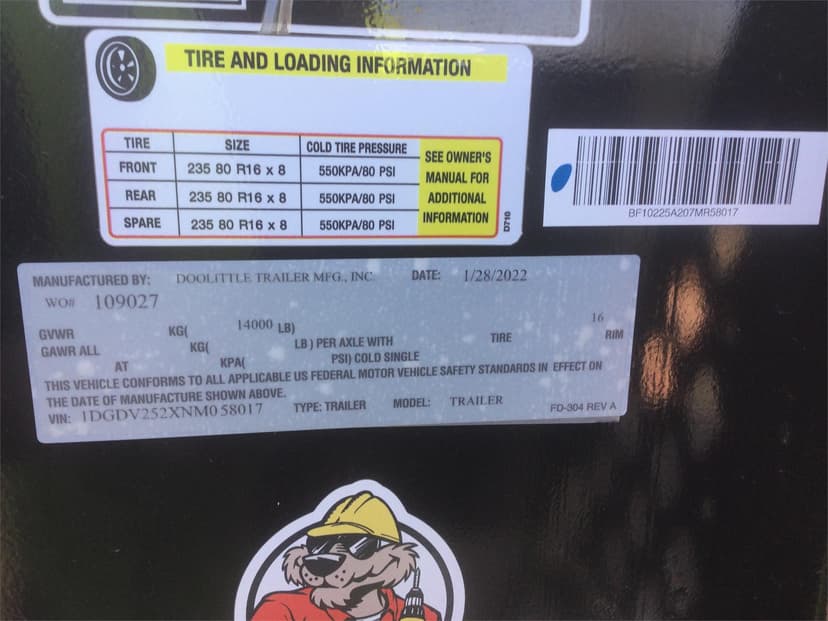 TIRE AND LOADING INFORMATION
TIRE SIZE COLD TIRE PRESSURE
FRONT 235 80 R16 x 8 550KPA/80 PSI
REAR 235 80 R16 x 8 550KPA/80 PSI
SPARE 235 80 R16 x 8 550KPA/80 PSI
SEE OWNER'S
MANUAL FOR
ADDITIONAL
INFORMATION
D710
BF10225A207MR58017
MANUFACTURED BY: DOOLITTLE TRAILER MFG., INC. DATE: 1/28/2022
WO# 109027
GVWR KG( 14000 LB) 16
GAWR ALL KG( LB) PER AXLE WITH TIRE RIM
AT KPA( PSI) COLD SINGLE
THIS VEHICLE CONFORMS TO ALL APPLICABLE US FEDERAL MOTOR VEHICLE SAFETY STANDARDS IN EFFECT ON
THE DATE OF MANUFACTURE SHOWN ABOVE.
VIN: 1DGDV252XNM058017 TYPE: TRAILER MODEL: TRAILER FD-304 REV A